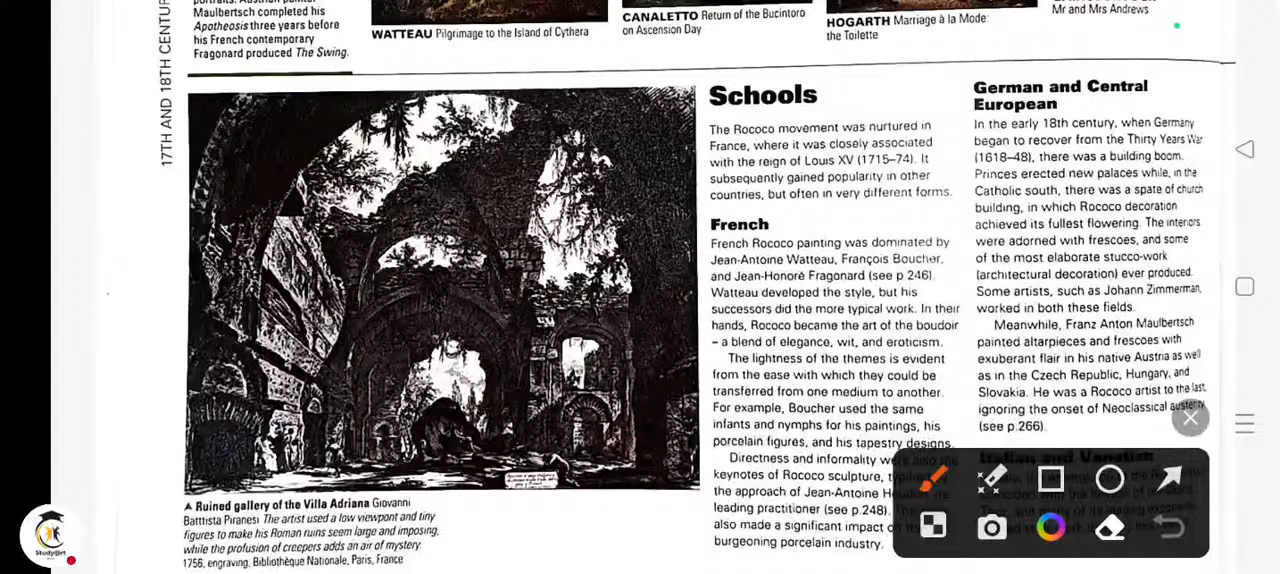 portraits. Austrian painter
Maulbertsch completed his
Apotheosis three years before
his French contemporary
Fragonard produced The Swing.
17TH AND 18TH CENTUR
WATTEAU Pilgrimage to the Island of Cythera
CANALETTO Return of the Bucintoro
on Ascension Day
HOGARTH Marriage à la Mode:
the Toilette
Mr and Mrs Andrews
Ruined gallery of the Villa Adriana Giovanni
Battista Piranesi The artist used a low viewpoint and tiny
figures to make his Roman ruins seem large and imposing,
while the profusion of creepers adds an air of mystery.
1756, engraving, Bibliothèque Nationale, Paris, France
Schools
The Rococo movement was nurtured in
France, where it was closely associated
with the reign of Louis XV (1715–74). It
subsequently gained popularity in other
countries, but often in very different forms.
French
French Rococo painting was dominated by
Jean-Antoine Watteau, François Boucher,
and Jean-Honoré Fragonard (see p 246)
Watteau developed the style, but his
successors did the more typical work. In their
hands, Rococo became the art of the boudoir
– a blend of elegance, wit, and eroticism.
The lightness of the themes is evident
from the ease with which they could be
transferred from one medium to another.
For example, Boucher used the same
infants and nymphs for his paintings, his
porcelain figures, and his tapestry designs.
Directness and informality were also the
keynotes of Rococo sculpture,
the approach of Jean-Antoine
leading practitioner (see p.248).
also made a significant impact on
burgeoning porcelain industry.
German and Central
European
In the early 18th century, when Germany
began to recover from the Thirty Years War
(1618–48), there was a building boom.
Princes erected new palaces while, in the
Catholic south, there was a spate of church
building, in which Rococo decoration
achieved its fullest flowering. The interiors
were adorned with frescoes, and some
of the most elaborate stucco-work
(architectural decoration) ever produced.
Some artists, such as Johann Zimmerman,
worked in both these fields.
Meanwhile, Franz Anton Maulbertsch
painted altarpieces and frescoes with
exuberant flair in his native Austria as well
as in the Czech Republic, Hungary, and
Slovakia. He was a Rococo artist to the last,
ignoring the onset of Neoclassical austerity
(see p.266).
Italian and Venetian